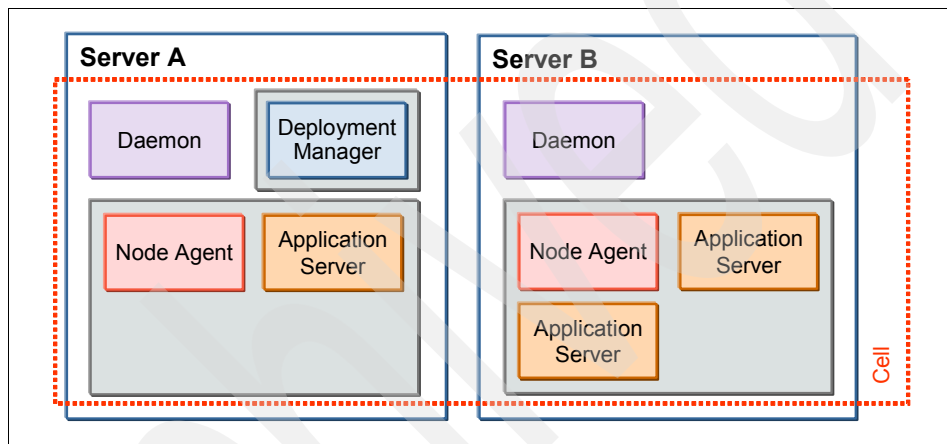 Server A
Daemon
Deployment
Manager
Node Agent
Application
Server
Server B
Daemon
Node Agent
Application
Server
Application
Server
Cell